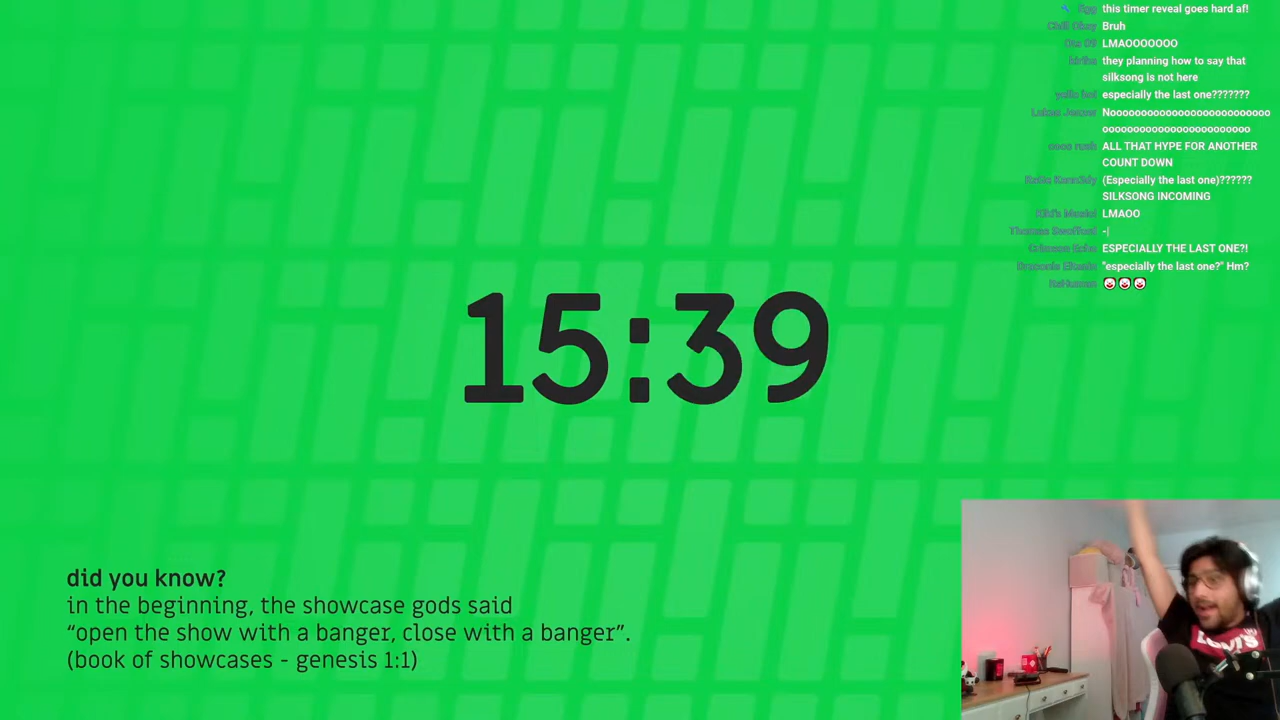 this timer reveal goes hard af!
Bruh
LMAOOOOOOO
they planning how to say that
silksong is not here
especially the last one???????
Nooooooooooooooooooooooooo
ooooooooooooooooooooooo
ALL THAT HYPE FOR ANOTHER
COUNT DOWN
(Especially the last one)??????
SILKSONG INCOMING
LMAOO
-|
ESPECIALLY THE LAST ONE?!
"especially the last one?" Hm?
15:39
did you know?
in the beginning, the showcase gods said
“open the show with a banger, close with a banger”.
(book of showcases - genesis 1:1)